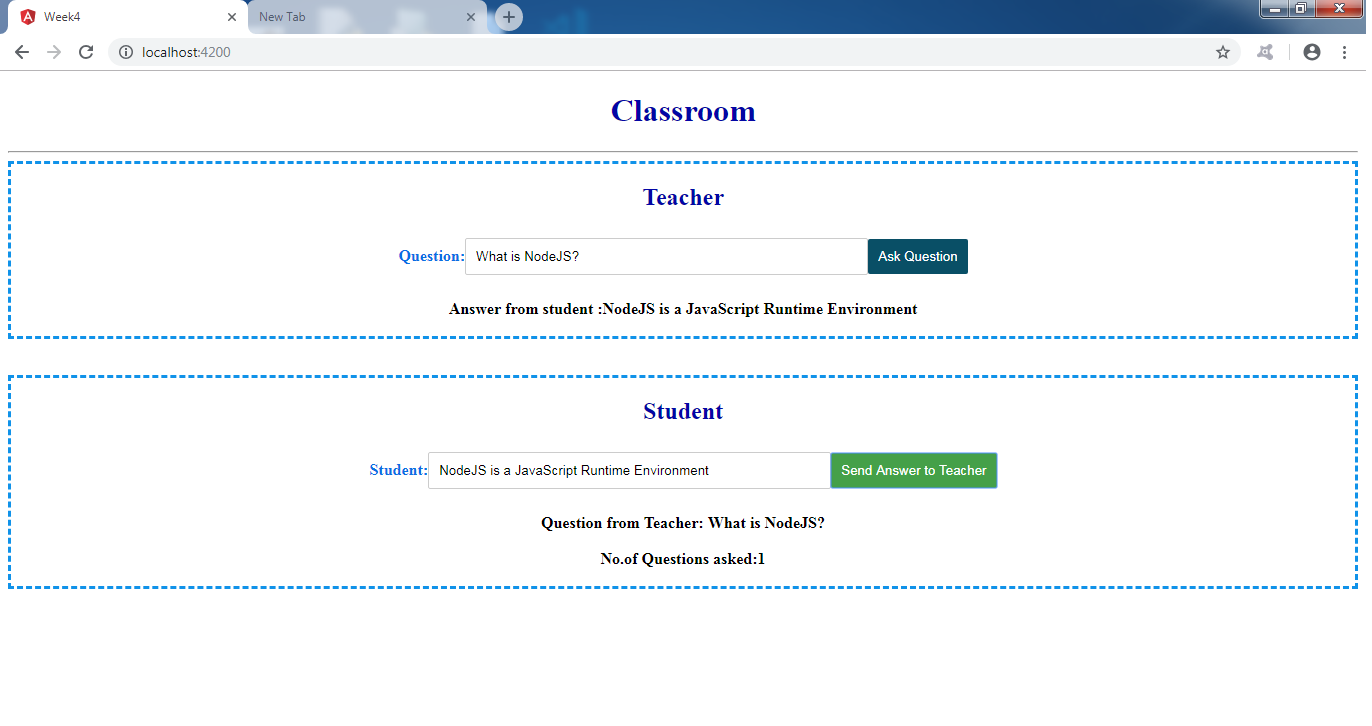 Week4
New Tab
localhost:4200
Classroom
Teacher
Question: What is NodeJS? Ask Question
Answer from student :NodeJS is a JavaScript Runtime Environment
Student
Student: NodeJS is a JavaScript Runtime Environment Send Answer to Teacher
Question from Teacher: What is NodeJS?
No.of Questions asked:1